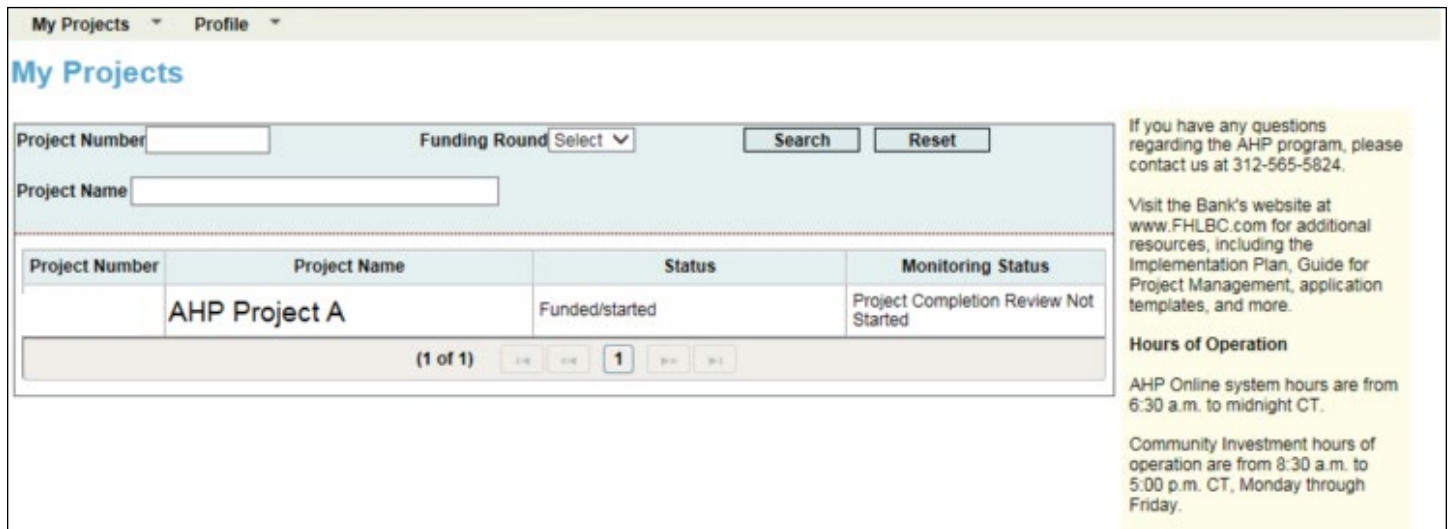 My Projects Profile
My Projects
Project Number Funding Round Select Search Reset
Project Name
Project Number Project Name Status Monitoring Status
AHP Project A Funded/started Project Completion Review Not
Started
(1 of 1) 1
If you have any questions
regarding the AHP program, please
contact us at 312-565-5824.
Visit the Bank's website at
www.FHLBC.com for additional
resources, including the
Implementation Plan, Guide for
Project Management, application
templates, and more.
Hours of Operation
AHP Online system hours are from
6:30 a.m. to midnight CT.
Community Investment hours of
operation are from 8:30 a.m. to
5:00 p.m. CT, Monday through
Friday.